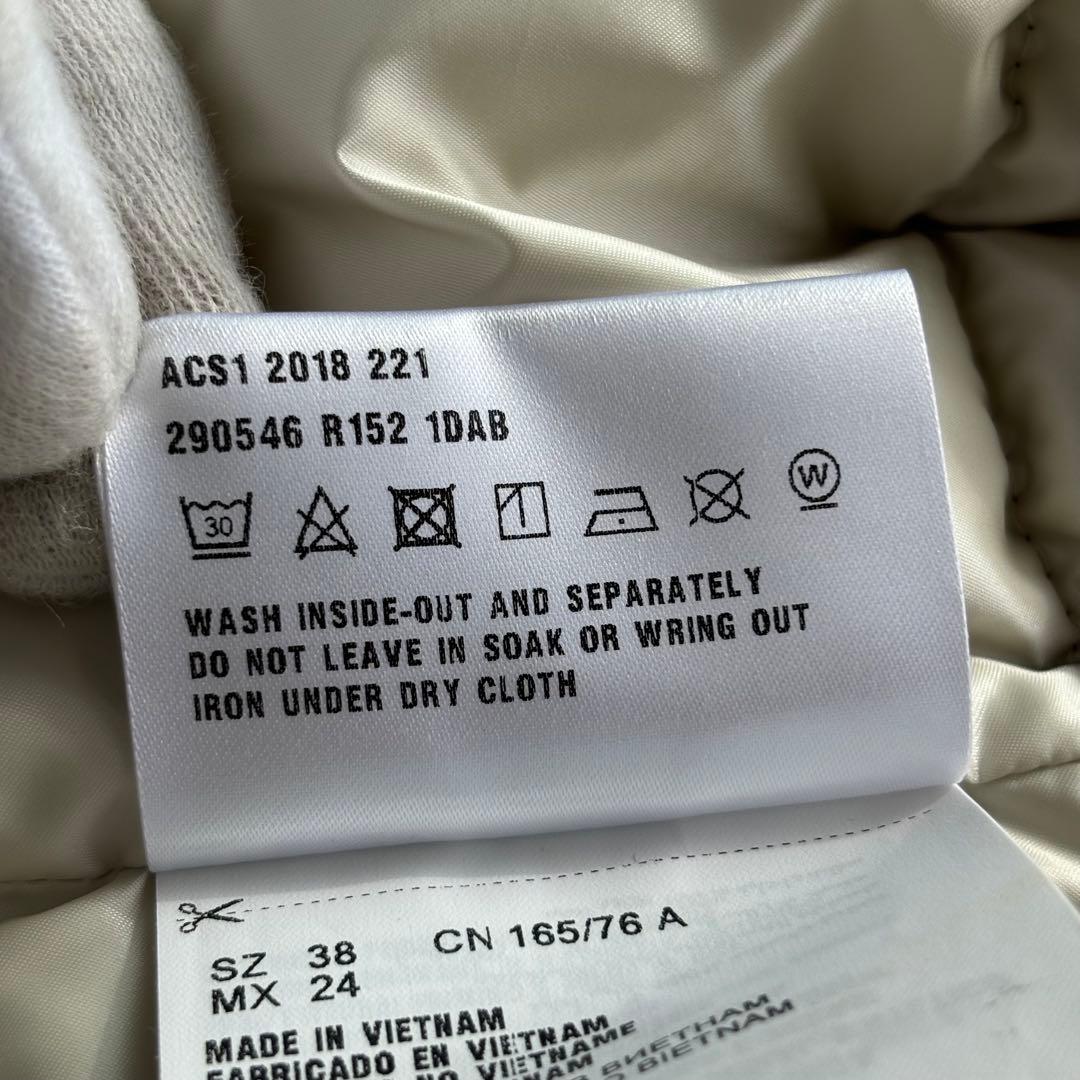 ACS1 2018 221
290546 R152 1DAB
30
W
WASH INSIDE-OUT AND SEPARATELY
DO NOT LEAVE IN SOAK OR WRING OUT
IRON UNDER DRY CLOTH
SZ 38 CN 165/76 A
MX 24
MADE IN VIETNAM
FABRICADO EN VIETNAM
VIETNAME